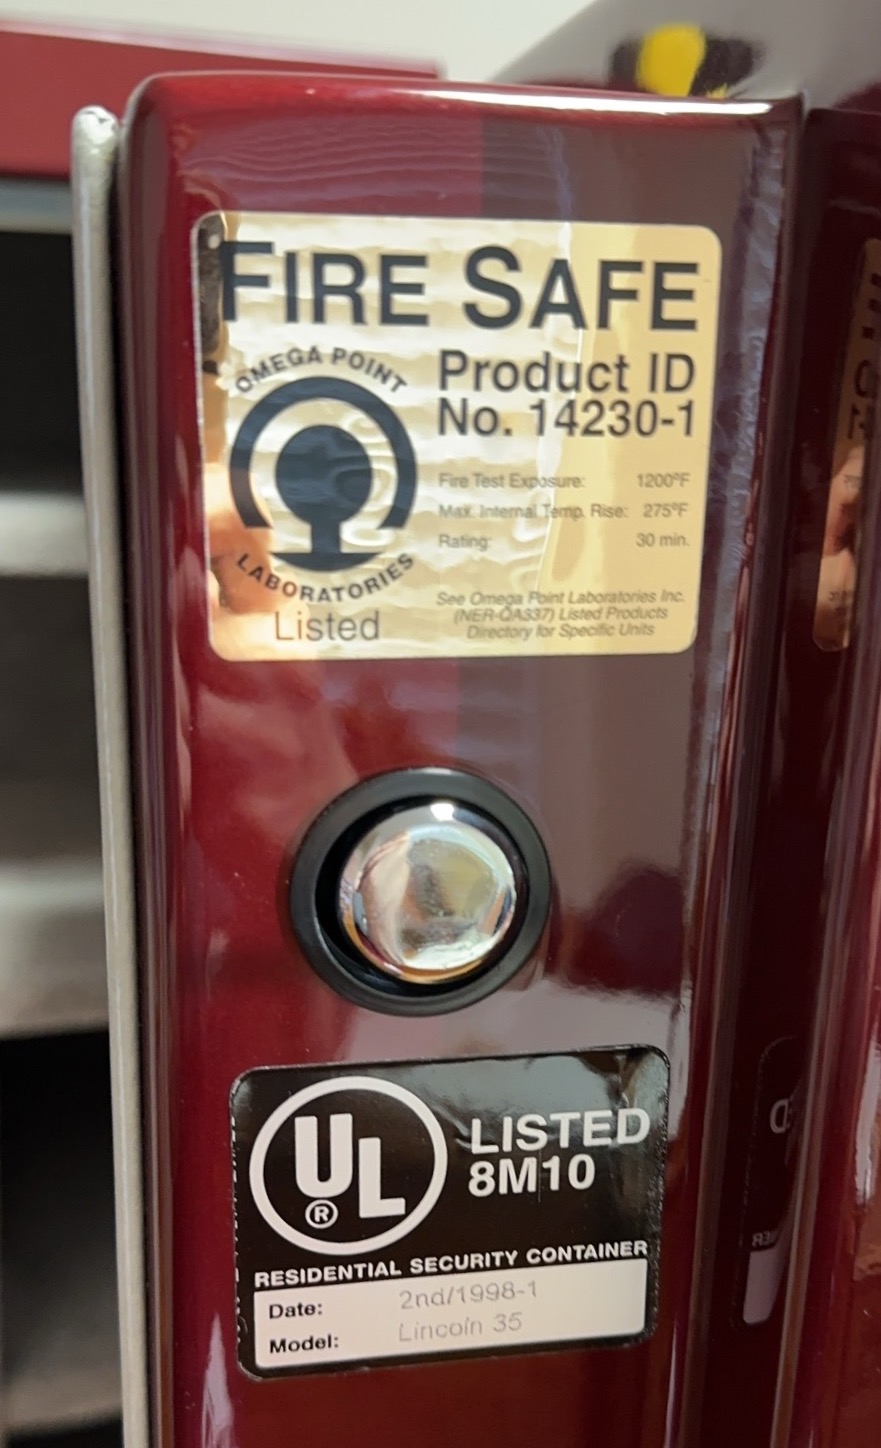 FIRE SAFE
OMEGA POINT
LABORATORIES
Listed
Product ID
No. 14230-1
Fire Test Exposure: 1200°F
Max. Internal Temp. Rise: 275°F
Rating: 30 min.
See Omega Point Laboratories Inc.
(NER-QA337) Listed Products
Directory for Specific Units
UL
®
LISTED
8M10
RESIDENTIAL SECURITY CONTAINER
Date: 2nd/1998-1
Model: Lincoln 35